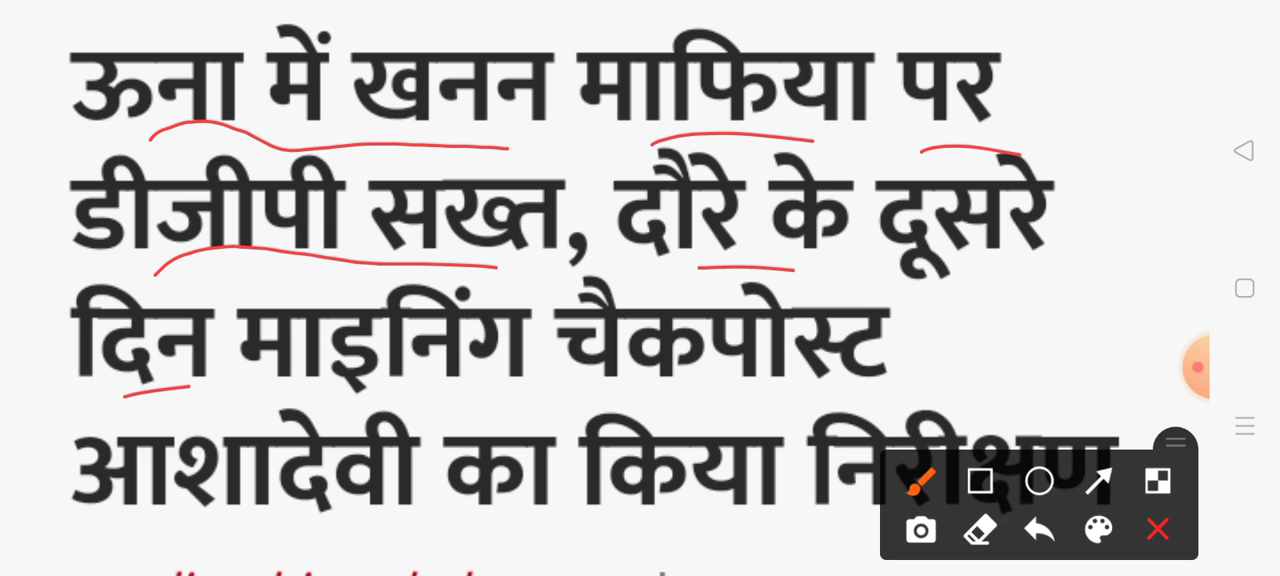 ऊना में खनन माफिया पर
डीजीपी सख्त, दौरे के दूसरे
दिन माइनिंग चैकपोस्ट
आशादेवी का किया निरीक्षण